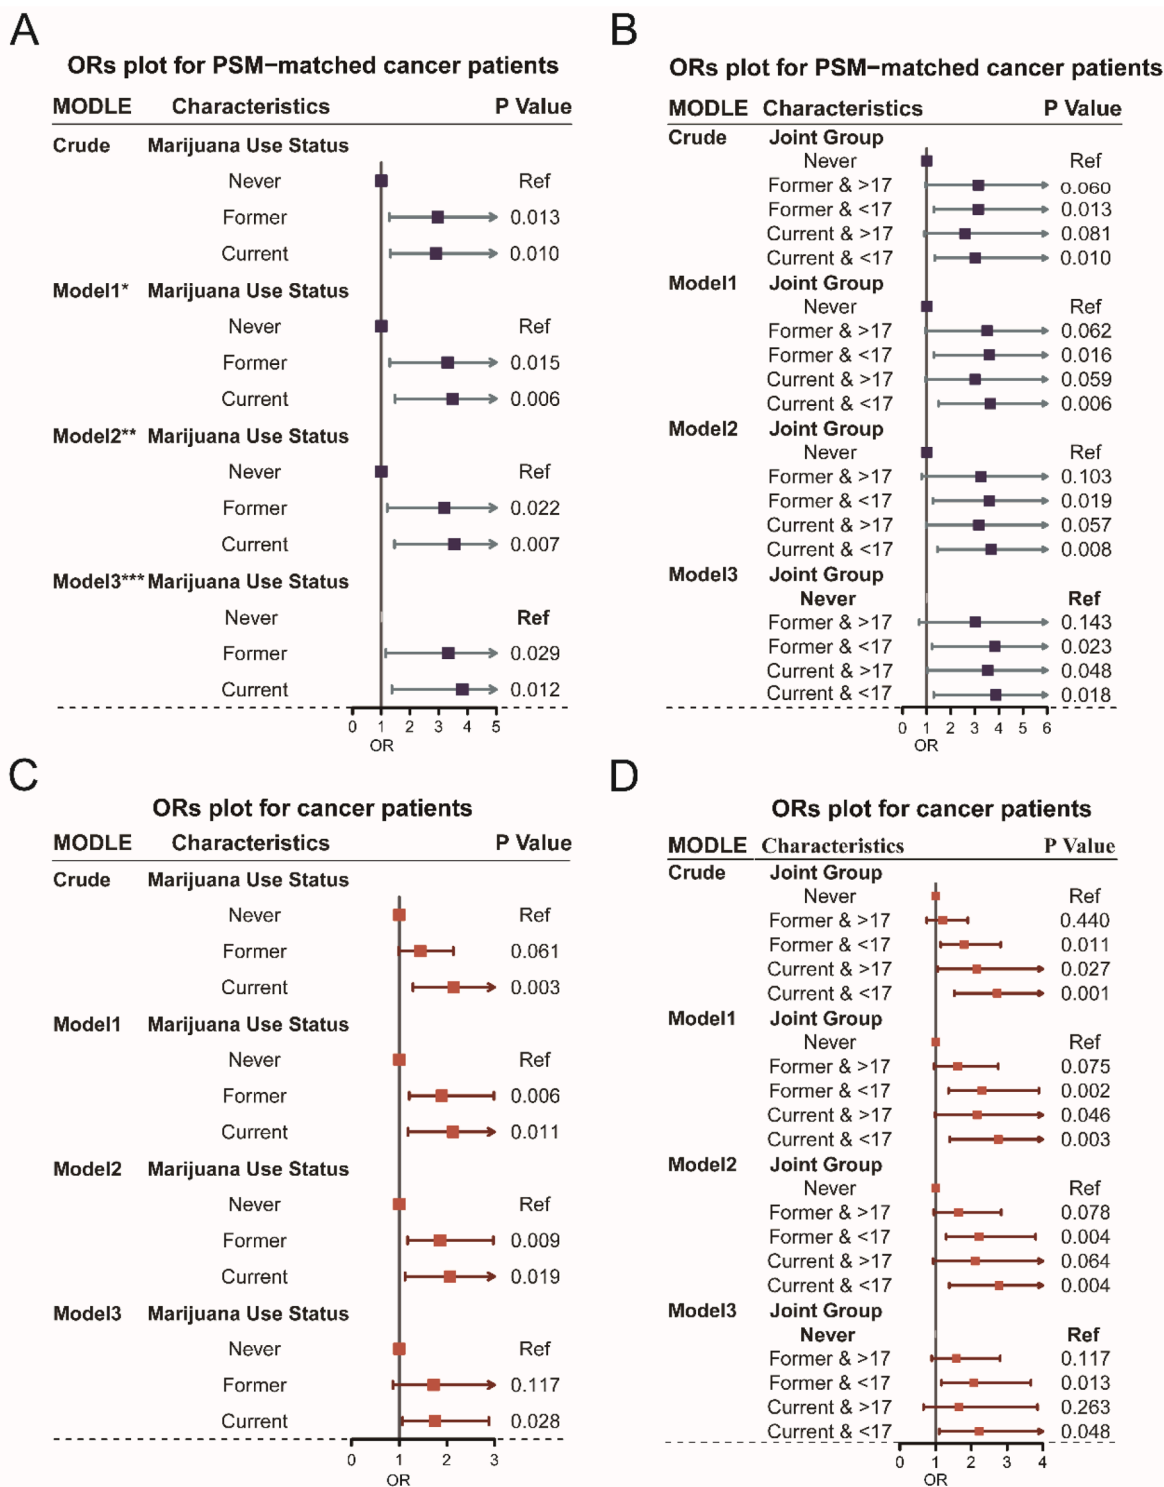 A
ORs plot for PSM−matched cancer patients
MODLE Characteristics P Value
Crude Marijuana Use Status
Never Ref
Former 0.013
Current 0.010
Model1* Marijuana Use Status
Never Ref
Former 0.015
Current 0.006
Model2** Marijuana Use Status
Never Ref
Former 0.022
Current 0.007
Model3*** Marijuana Use Status
Never Ref
Former 0.029
Current 0.012
0 1 2 3 4 5
OR
B
ORs plot for PSM−matched cancer patients
MODLE Characteristics P Value
Crude Joint Group
Never Ref
Former & >17 0.060
Former & <17 0.013
Current & >17 0.081
Current & <17 0.010
Model1 Joint Group
Never Ref
Former & >17 0.062
Former & <17 0.016
Current & >17 0.059
Current & <17 0.006
Model2 Joint Group
Never Ref
Former & >17 0.103
Former & <17 0.019
Current & >17 0.057
Current & <17 0.008
Model3 Joint Group
Never Ref
Former & >17 0.143
Former & <17 0.023
Current & >17 0.048
Current & <17 0.018
0 1 2 3 4 5 6
OR
C
ORs plot for cancer patients
MODLE Characteristics P Value
Crude Marijuana Use Status
Never Ref
Former 0.061
Current 0.003
Model1 Marijuana Use Status
Never Ref
Former 0.006
Current 0.011
Model2 Marijuana Use Status
Never Ref
Former 0.009
Current 0.019
Model3 Marijuana Use Status
Never Ref
Former 0.117
Current 0.028
0 1 2 3
OR
D
ORs plot for cancer patients
MODLE Characteristics P Value
Crude Joint Group
Never Ref
Former & >17 0.440
Former & <17 0.011
Current & >17 0.027
Current & <17 0.001
Model1 Joint Group
Never Ref
Former & >17 0.075
Former & <17 0.002
Current & >17 0.046
Current & <17 0.003
Model2 Joint Group
Never Ref
Former & >17 0.078
Former & <17 0.004
Current & >17 0.064
Current & <17 0.004
Model3 Joint Group
Never Ref
Former & >17 0.117
Former & <17 0.013
Current & >17 0.263
Current & <17 0.048
0 1 2 3 4
OR